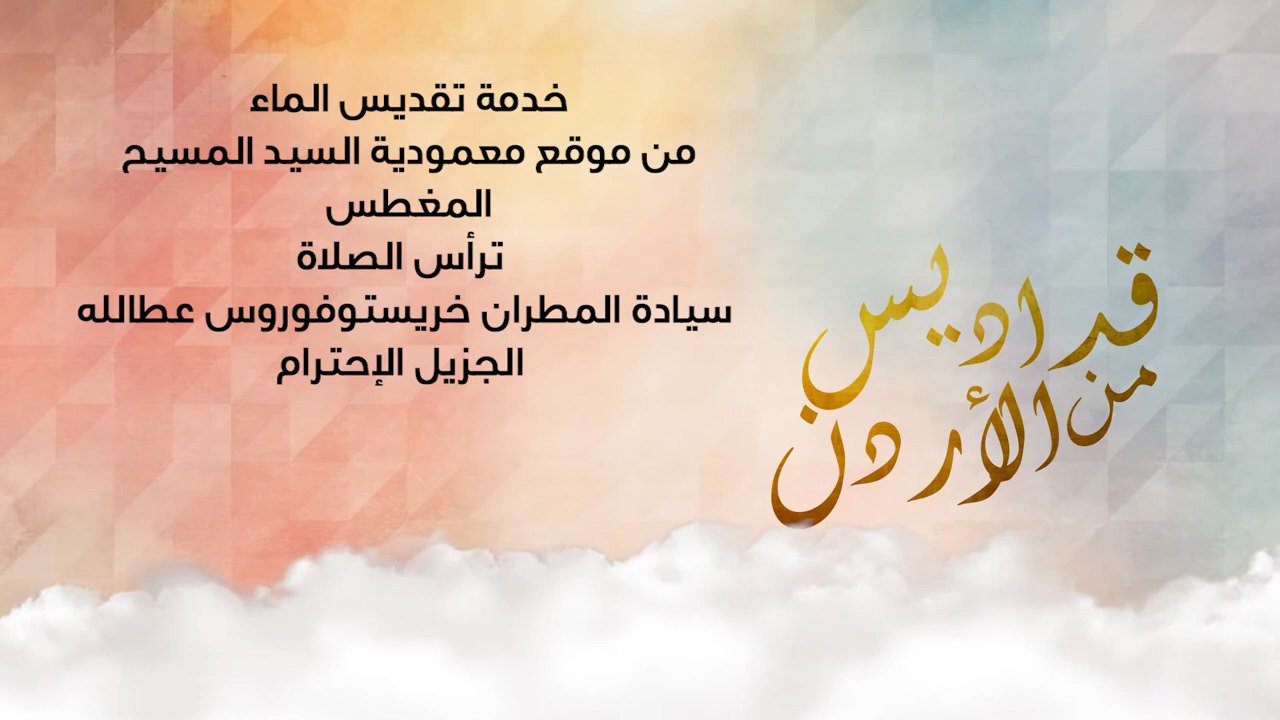 خدمة تقديس الماء
من موقع معمودية السيد المسيح
المغطس
ترأس الصلاة
سيادة المطران خريستوفوروس عطالله
الجزيل الإحترام
قداديس
من الأردن